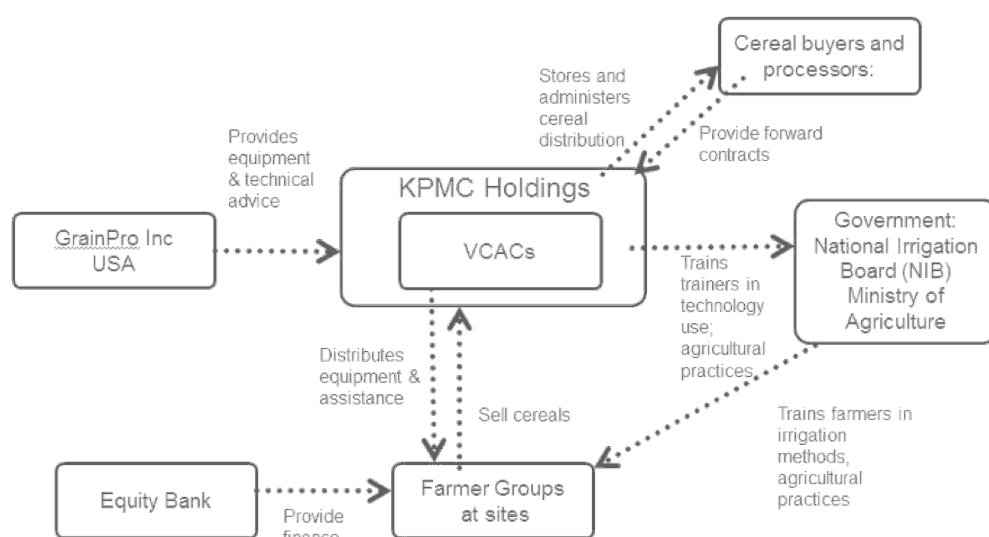 Cereal buyers and
processors:
Stores and
administers
cereal
distribution
Provide forward
contracts
Provides
equipment
& technical
advice
KPMC Holdings
VCACs
GrainPro Inc
USA
Government:
National Irrigation
Board (NIB)
Ministry of
Agriculture
Trains
trainers in
technology
use;
agricultural
practices
Distributes
equipment &
assistance
Sell cereals
Trains farmers in
irrigation
methods,
agricultural
practices
Equity Bank
Provide
finance
Farmer Groups
at sites